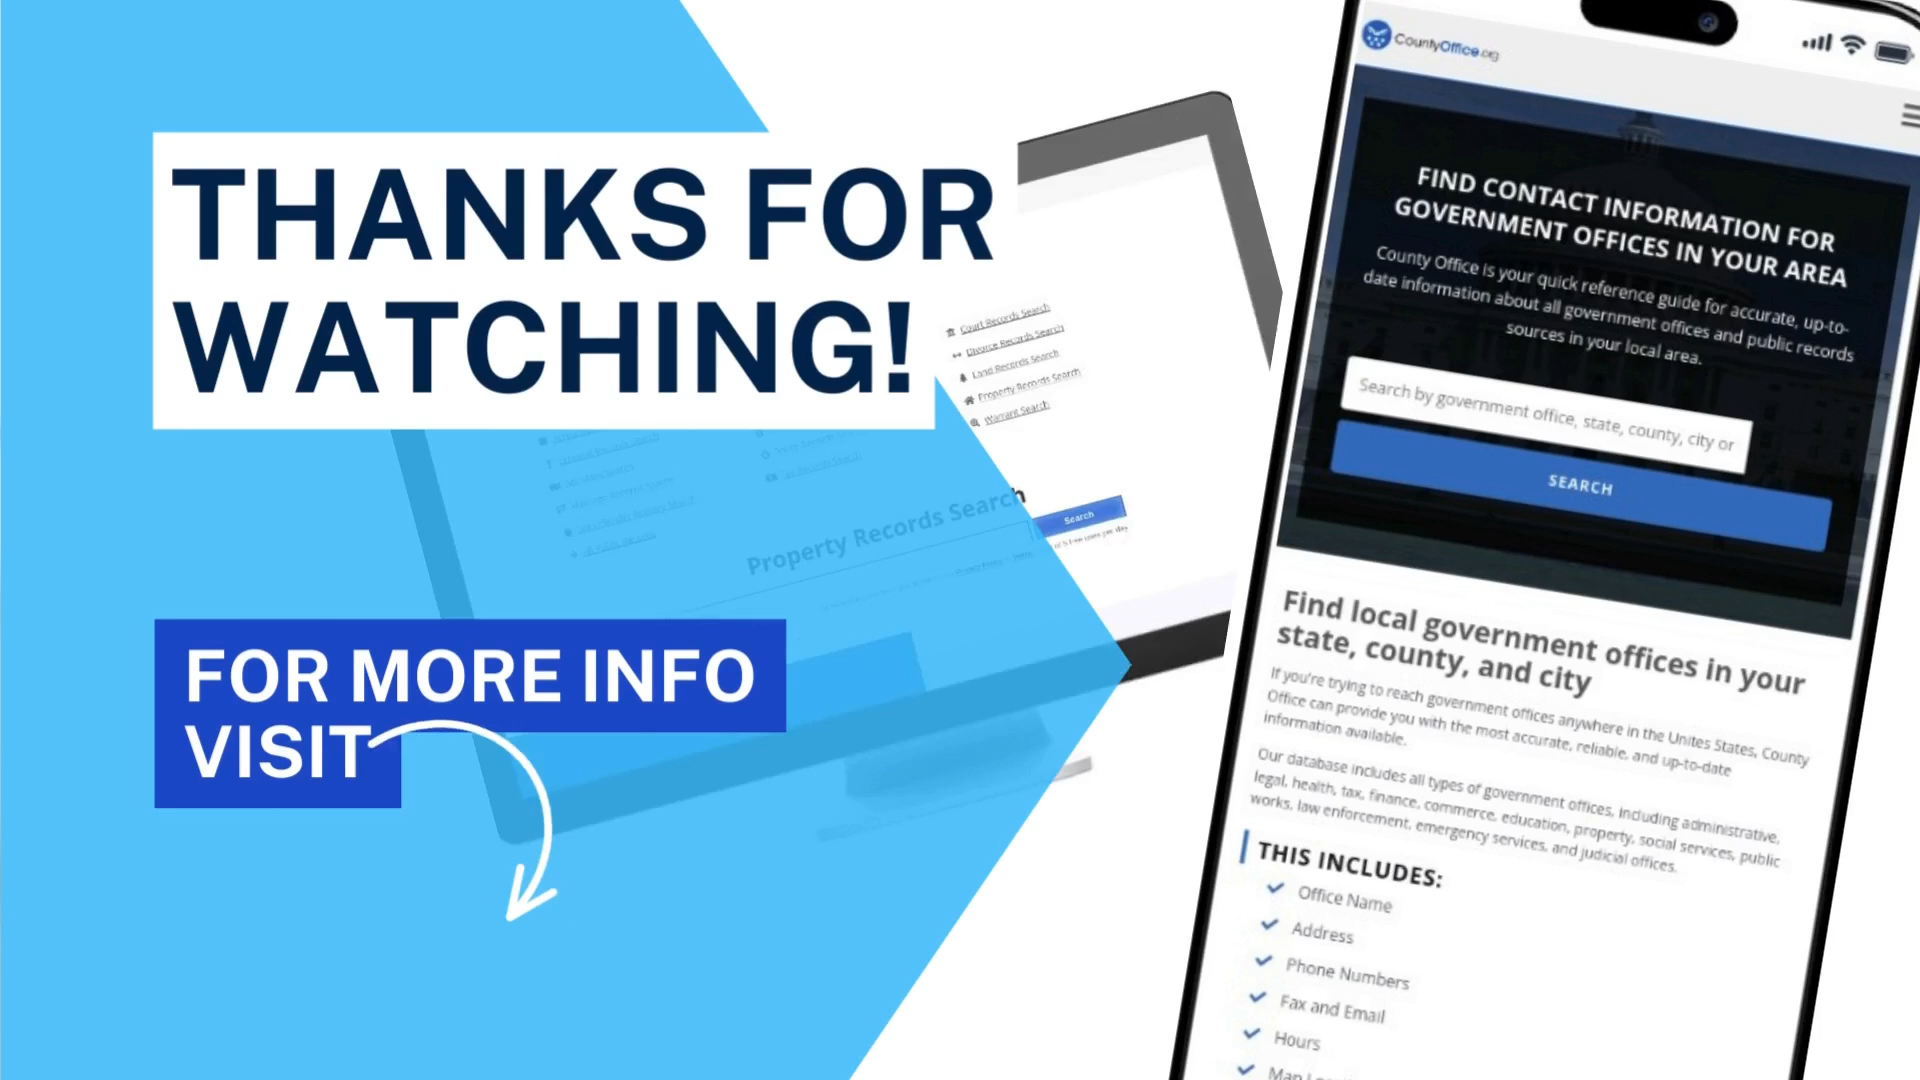 THANKS FOR
WATCHING!
FOR MORE INFO
VISIT
Court Records Search
Divorce Records Search
Land Records Search
Property Records Search
Warrant Search
Property Records Search
Search
CountyOffice.org
FIND CONTACT INFORMATION FOR
GOVERNMENT OFFICES IN YOUR AREA
County Office is your quick reference guide for accurate, up-to-
date information about all government offices and public records
sources in your local area.
Search by government office, state, county, city or
SEARCH
Find local government offices in your
state, county, and city
If you're trying to reach government offices anywhere in the Unites States, County
Office can provide you with the most accurate, reliable, and up-to-date
information available.
Our database includes all types of government offices, including administrative,
legal, health, tax, finance, commerce, education, property, social services, public
works, law enforcement, emergency services, and judicial offices.
THIS INCLUDES:
Office Name
Address
Phone Numbers
Fax and Email
Hours